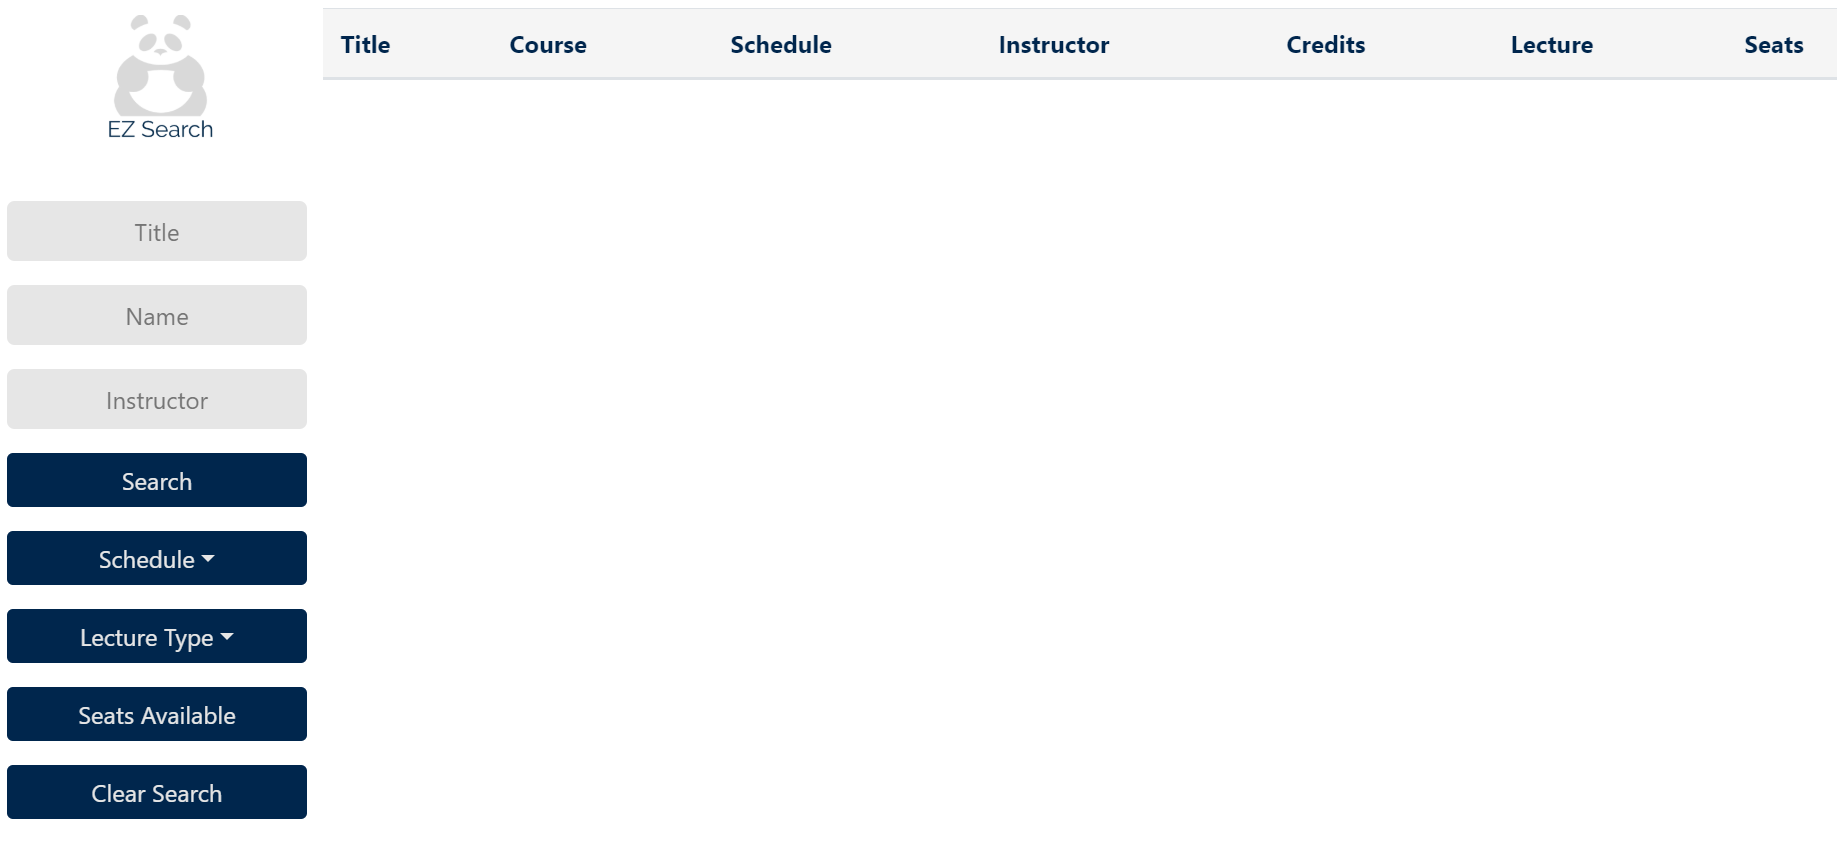 EZ Search
Title
Name
Instructor
Search
Schedule
Lecture Type
Seats Available
Clear Search
Title Course Schedule Instructor Credits Lecture Seats